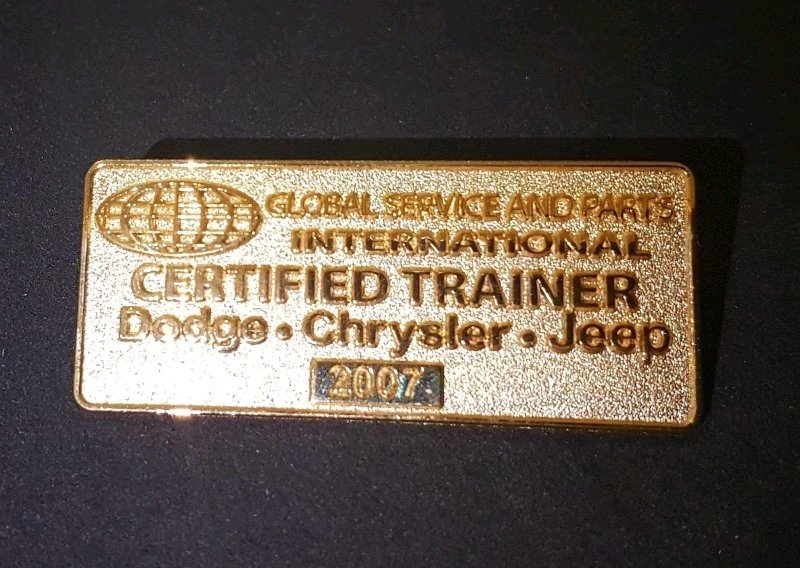 GLOBAL SERVICE AND PARTS
INTERNATIONAL
CERTIFIED TRAINER
Dodge • Chrysler • Jeep
2007